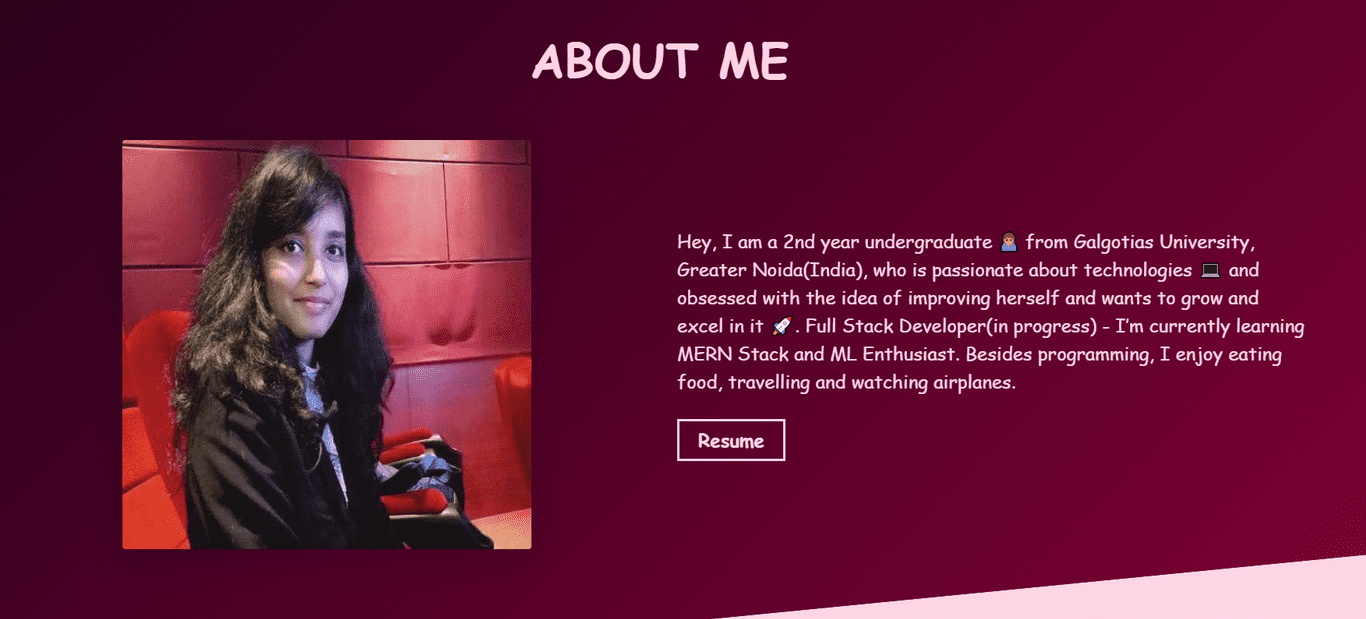 ABOUT ME
Hey, I am a 2nd year undergraduate 👩🏽 from Galgotias University,
Greater Noida(India), who is passionate about technologies 💻 and
obsessed with the idea of improving herself and wants to grow and
excel in it 🚀. Full Stack Developer(in progress) - I'm currently learning
MERN Stack and ML Enthusiast. Besides programming, I enjoy eating
food, travelling and watching airplanes.
Resume